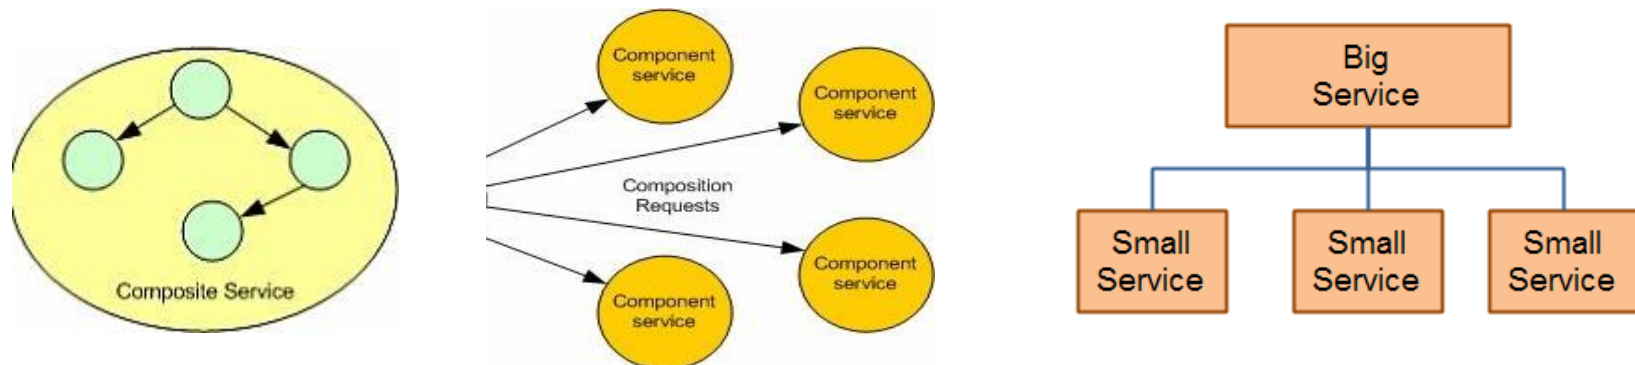 Composite Service
Component
service
Component
service
Composition
Requests
Component
service
Component
service
Big
Service
Small
Service
Small
Service
Small
Service